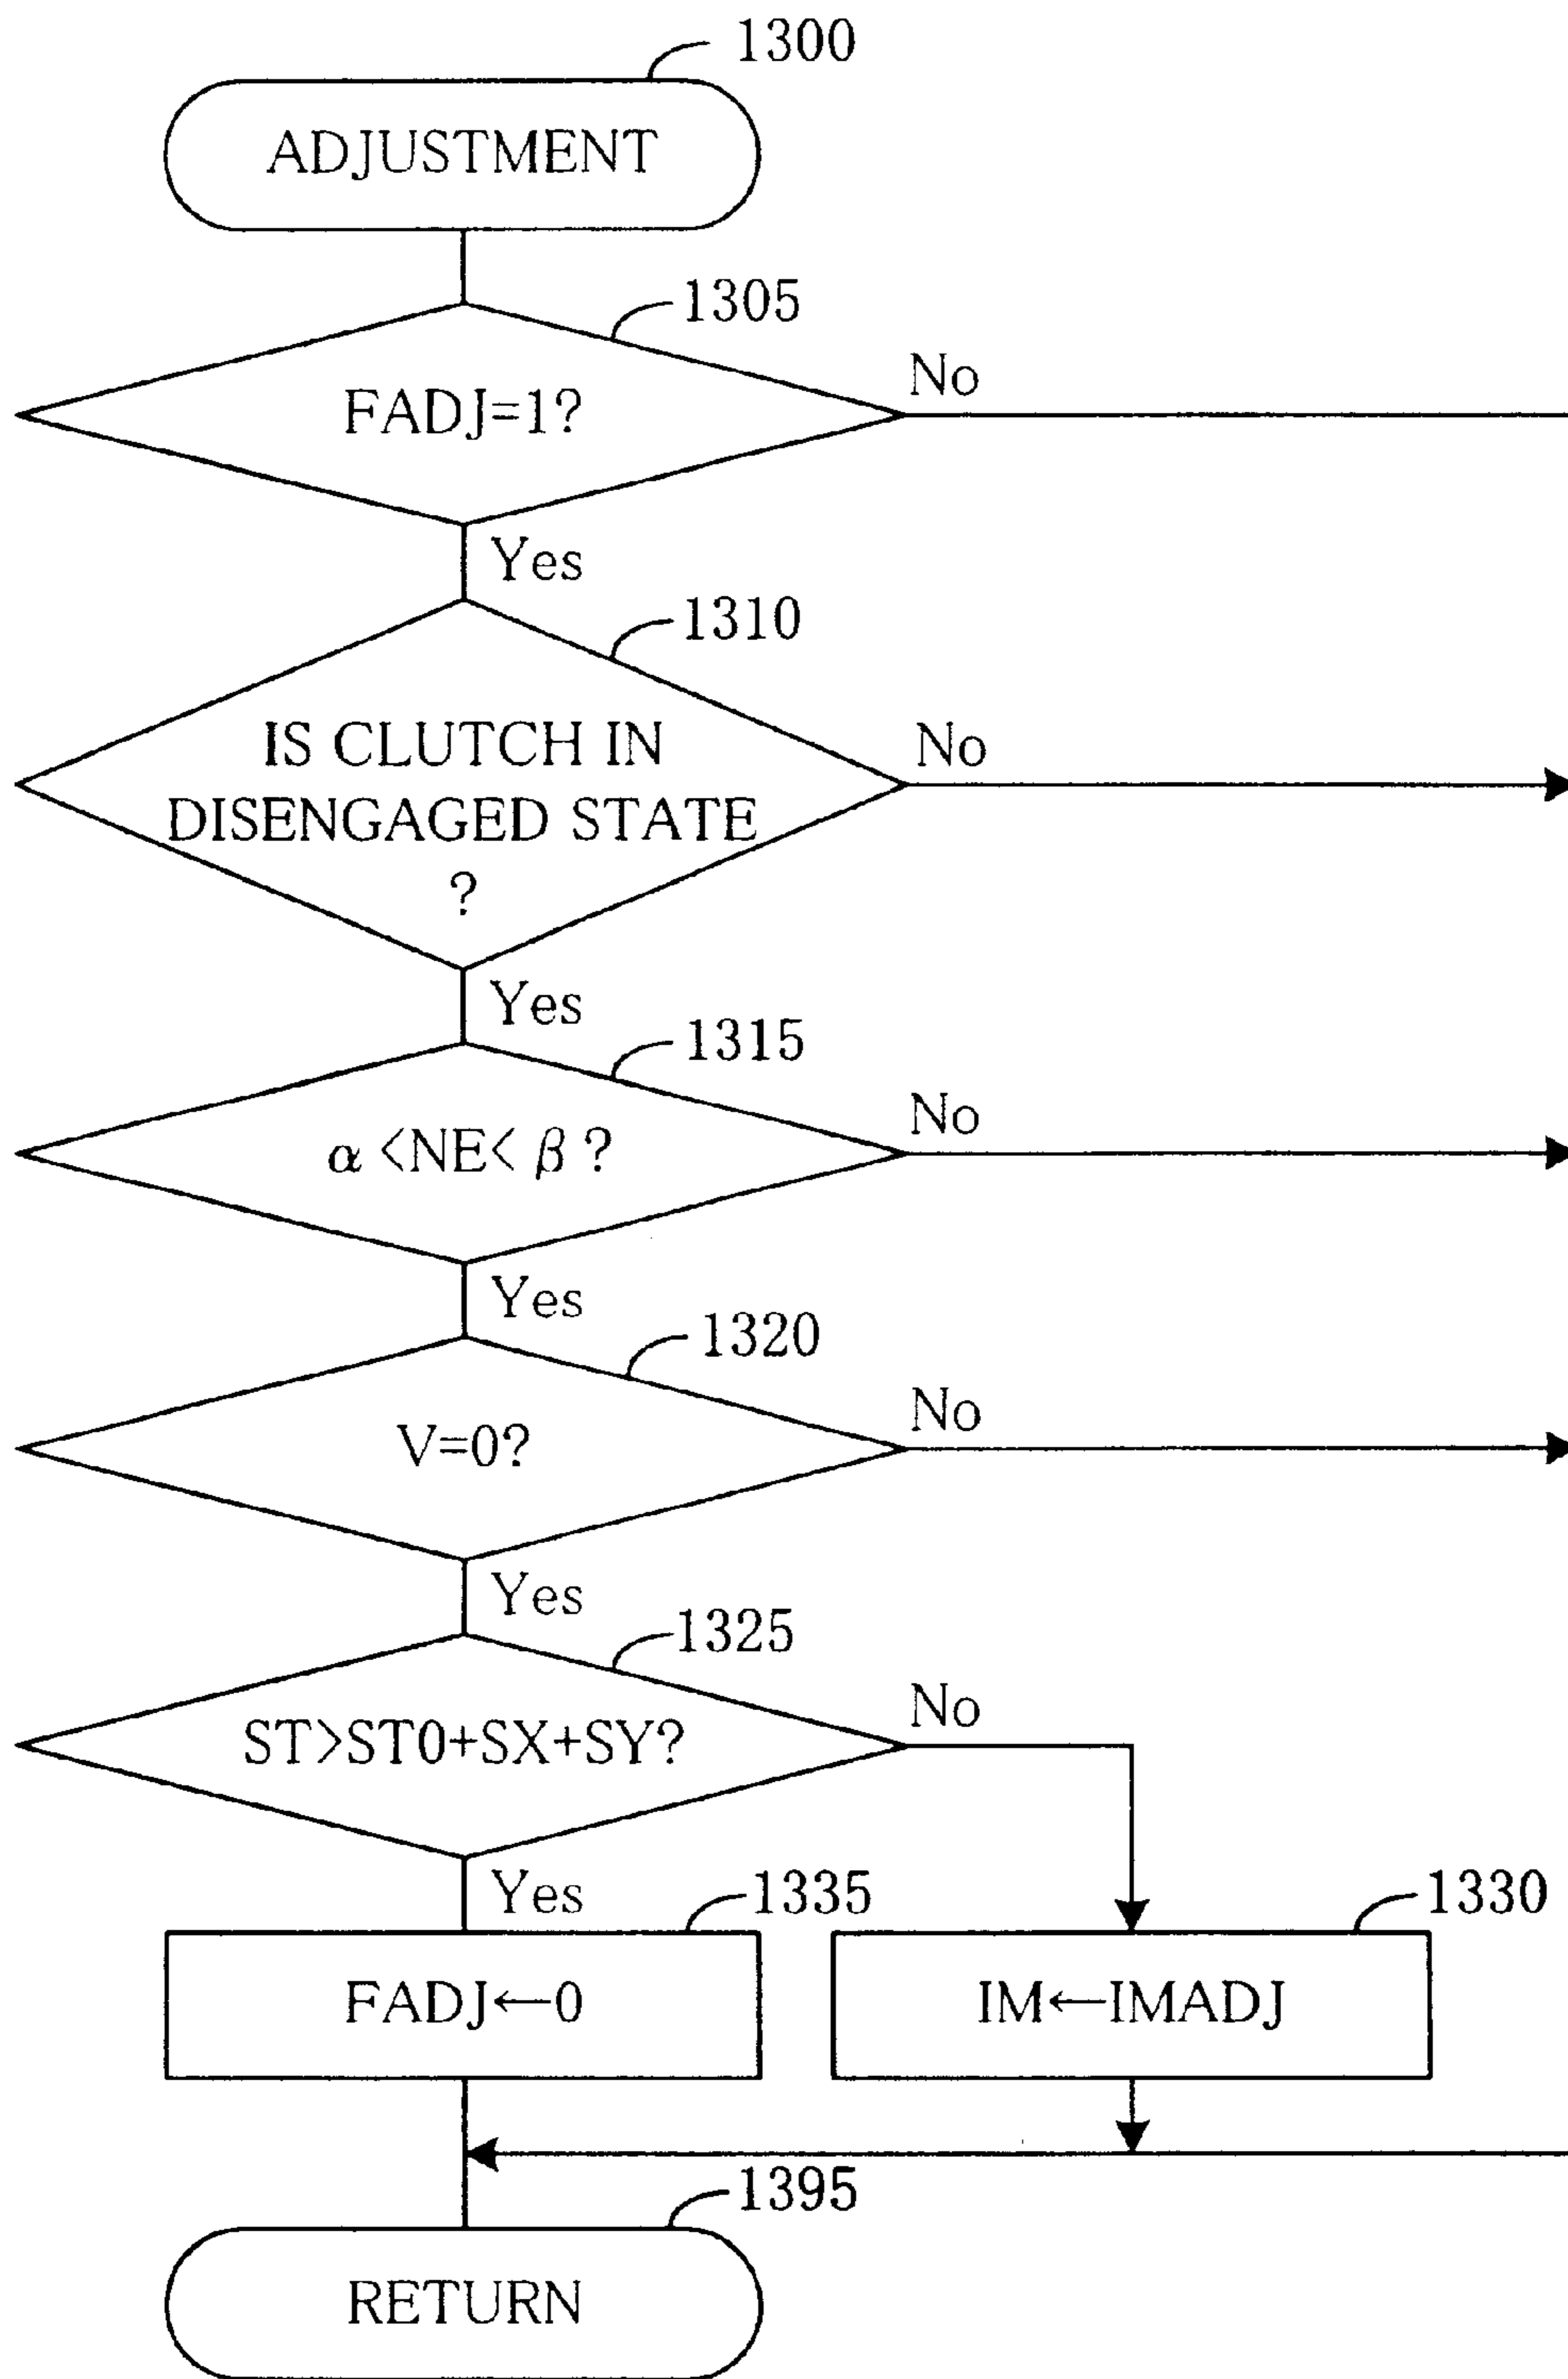 1300
ADJUSTMENT
1305
FADJ=1?
No
Yes
1310
IS CLUTCH IN
DISENGAGED STATE
?
No
Yes
1315
α<NE<β?
No
Yes
1320
V=0?
No
Yes
1325
ST>ST0+SX+SY?
No
Yes
1335
FADJ←0
1330
IM←IMADJ
1395
RETURN